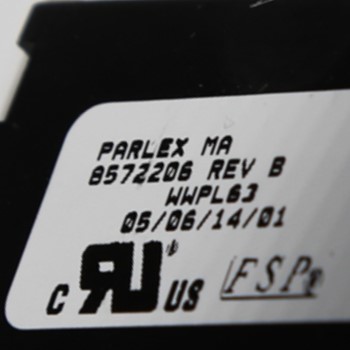 PARLEX MA
8572206 REV B
WWPL63
05/06/14/01
C RU US FSP